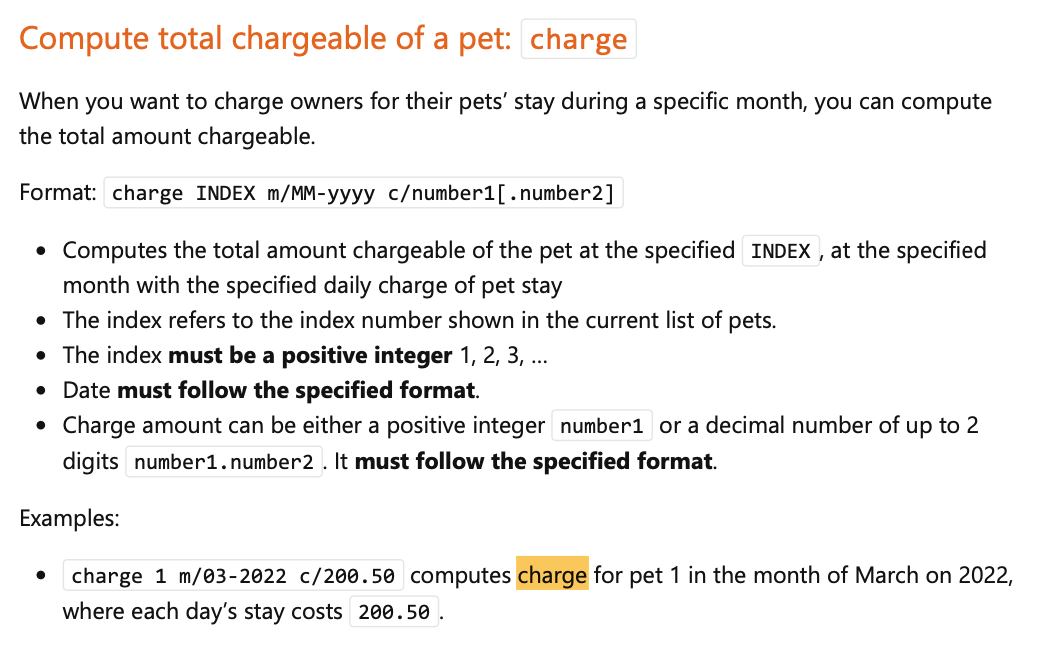 Compute total chargeable of a pet: charge
When you want to charge owners for their pets’ stay during a specific month, you can compute
the total amount chargeable.
Format: charge INDEX m/MM-yyyy c/number1[.number2]
• Computes the total amount chargeable of the pet at the specified INDEX, at the specified
month with the specified daily charge of pet stay
• The index refers to the index number shown in the current list of pets.
• The index must be a positive integer 1, 2, 3, …
• Date must follow the specified format.
• Charge amount can be either a positive integer number1 or a decimal number of up to 2
digits number1.number2. It must follow the specified format.
Examples:
• charge 1 m/03-2022 c/200.50 computes charge for pet 1 in the month of March on 2022,
where each day’s stay costs 200.50.